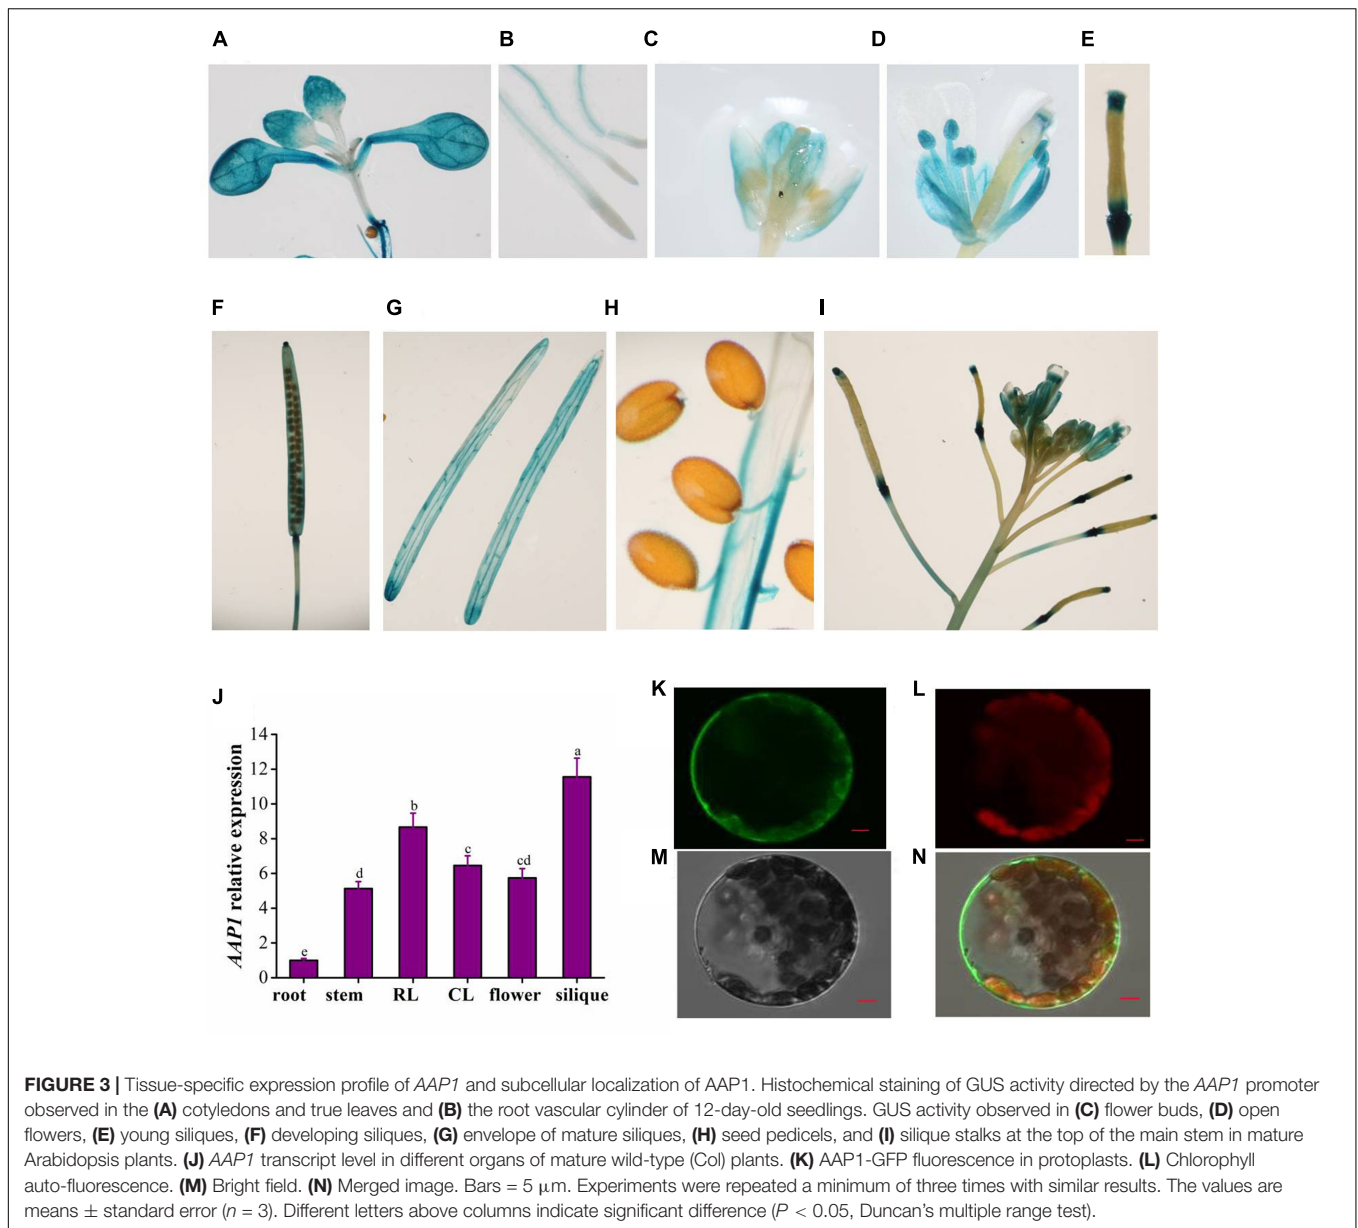 A B C D E
F G H I
J K L
M N
14
12
10
8
6
4
2
0
AAP1 relative expression
e d b c cd a
root stem RL CL flower silique
FIGURE 3 | Tissue-specific expression profile of AAP1 and subcellular localization of AAP1. Histochemical staining of GUS activity directed by the AAP1 promoter
observed in the (A) cotyledons and true leaves and (B) the root vascular cylinder of 12-day-old seedlings. GUS activity observed in (C) flower buds, (D) open
flowers, (E) young siliques, (F) developing siliques, (G) envelope of mature siliques, (H) seed pedicels, and (I) silique stalks at the top of the main stem in mature
Arabidopsis plants. (J) AAP1 transcript level in different organs of mature wild-type (Col) plants. (K) AAP1-GFP fluorescence in protoplasts. (L) Chlorophyll
auto-fluorescence. (M) Bright field. (N) Merged image. Bars = 5 μm. Experiments were repeated a minimum of three times with similar results. The values are
means ± standard error (n = 3). Different letters above columns indicate significant difference (P < 0.05, Duncan's multiple range test).